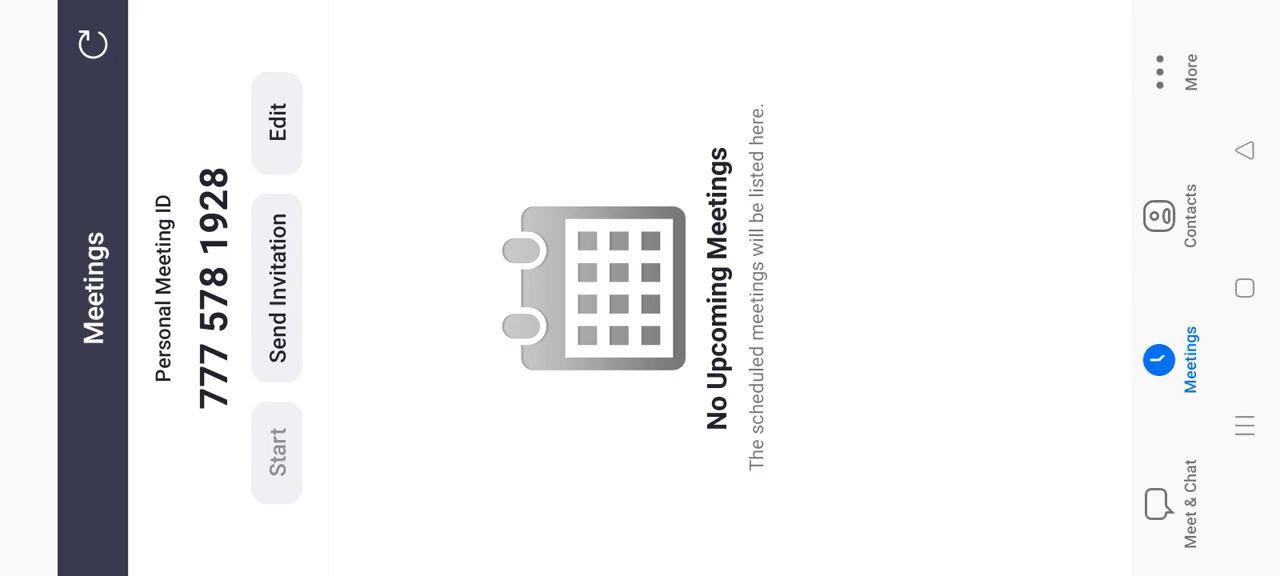 Meetings
Personal Meeting ID
777 578 1928
Start
Send Invitation
Edit
No Upcoming Meetings
The scheduled meetings will be listed here.
Meet & Chat
Meetings
Contacts
More